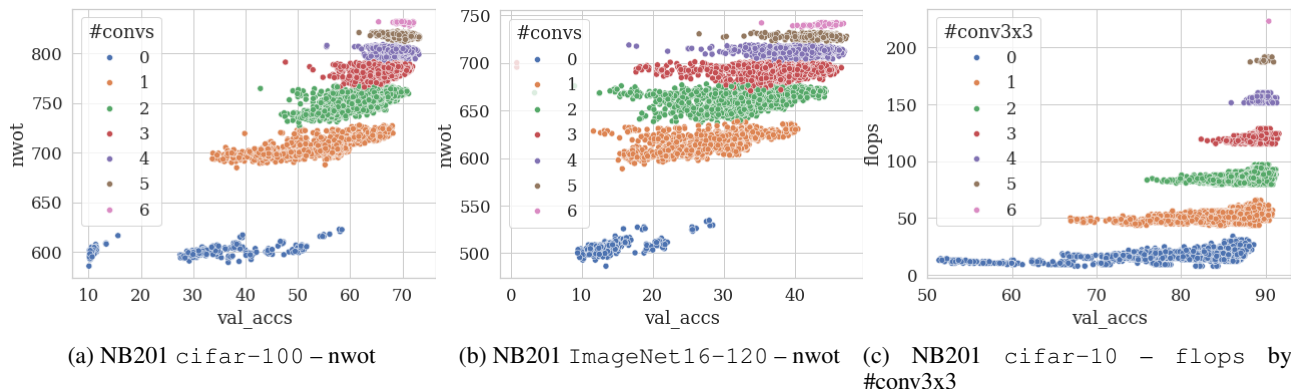 #convs
0
1
2
3
4
5
6
800
750
700
650
600
nwot
10 20 30 40 50 60 70
val_accs
(a) NB201 cifar-100 – nwot
#convs
0
1
2
3
4
5
6
750
700
650
600
550
500
nwot
0 10 20 30 40
val_accs
(b) NB201 ImageNet16-120 – nwot
#conv3x3
0
1
2
3
4
5
6
200
150
100
50
0
flops
50 60 70 80 90
val_accs
(c) NB201 cifar-10 – flops by
#conv3x3